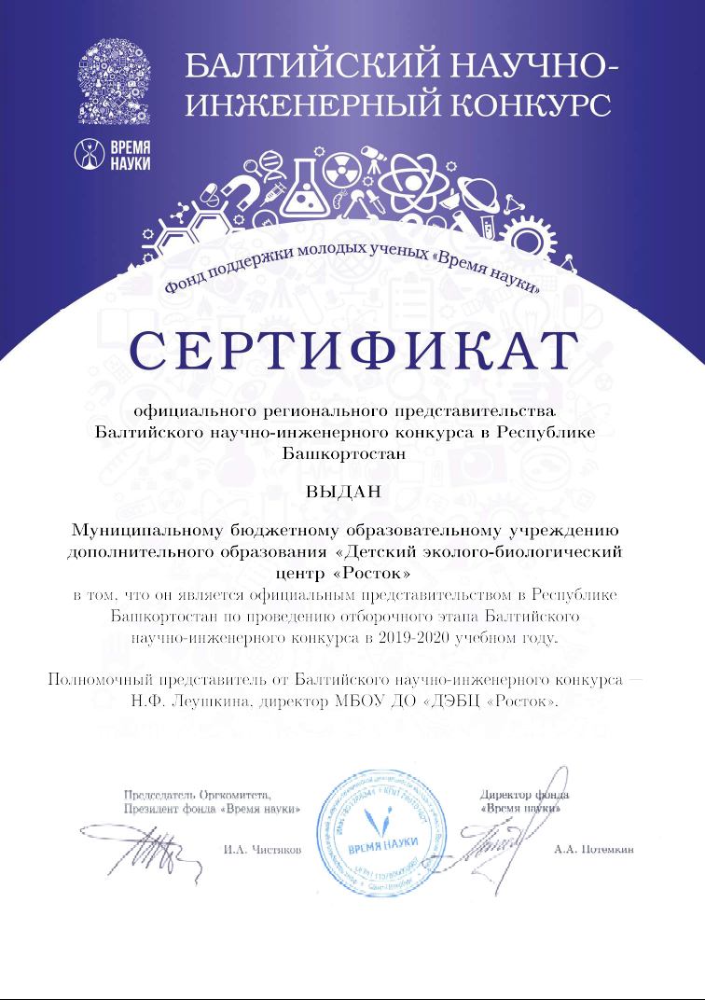 БАЛТИЙСКИЙ НАУЧНО-
ИНЖЕНЕРНЫЙ КОНКУРС
ВРЕМЯ
НАУКИ
Фонд поддержки молодых ученых «Время науки»
СЕРТИФИКАТ
официального регионального представительства
Балтийского научно-инженерного конкурса в Республике
Башкортостан
ВЫДАН
Муниципальному бюджетному образовательному учреждению
дополнительного образования «Детский эколого-биологический
центр «Росток»
в том, что он является официальным представительством в Республике
Башкортостан по проведению отборочного этапа Балтийского
научно-инженерного конкурса в 2019-2020 учебном году.
Полномочный представитель от Балтийского научно-инженерного конкурса —
Н.Ф. Леушкина, директор МБОУ ДО «ДЭБЦ «Росток».
Председатель Оргкомитета,
Президент фонда «Время науки»
И.А. Чистяков
ВРЕМЯ НАУКИ
Директор фонда
«Время науки»
А.А. Потемкин